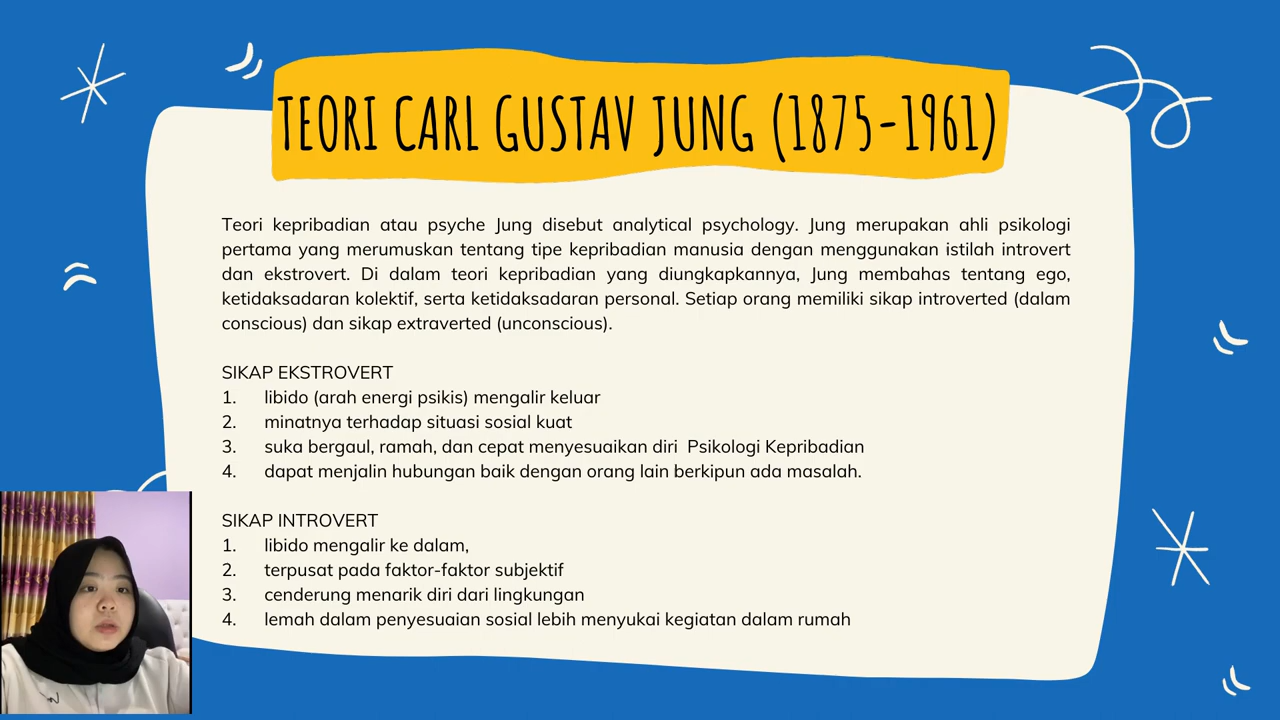 TEORI CARL GUSTAV JUNG (1875-1961)
Teori kepribadian atau psyche Jung disebut analytical psychology. Jung merupakan ahli psikologi
pertama yang merumuskan tentang tipe kepribadian manusia dengan menggunakan istilah introvert
dan ekstrovert. Di dalam teori kepribadian yang diungkapkannya, Jung membahas tentang ego,
ketidaksadaran kolektif, serta ketidaksadaran personal. Setiap orang memiliki sikap introverted (dalam
conscious) dan sikap extraverted (unconscious).
SIKAP EKSTROVERT
1. libido (arah energi psikis) mengalir keluar
2. minatnya terhadap situasi sosial kuat
3. suka bergaul, ramah, dan cepat menyesuaikan diri  Psikologi Kepribadian
4. dapat menjalin hubungan baik dengan orang lain berkipun ada masalah.
SIKAP INTROVERT
1. libido mengalir ke dalam,
2. terpusat pada faktor-faktor subjektif
3. cenderung menarik diri dari lingkungan
4. lemah dalam penyesuaian sosial lebih menyukai kegiatan dalam rumah